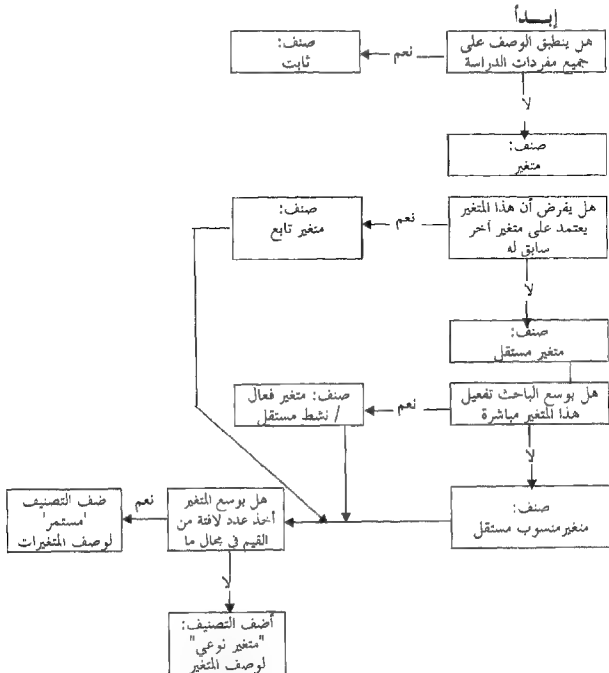 إبــدأ
هل ينطبق الوصف على
جميع مفردات الدراسة
نعم
صنف:
ثابت
لا
صنف:
متغير
هل يفرض أن هذا المتغير
يعتمد على متغير أخر
سابق له
نعم
صنف:
متغير تابع
لا
صنف:
متغير مستقل
هل بوسع الباحث تفعيل
هذا المتغير مباشرة
نعم
صنف: متغير فعال
/ نشط مستقل
لا
صنف:
متغير منسوب مستقل
هل بوسع المتغير
أخذ عدد لافتة من
القيم في مجال ما
نعم
ضف التصنيف
"مستمر"
لوصف المتغيرات
لا
أضف التصنيف:
"متغير نوعي"
لوصف المتغير